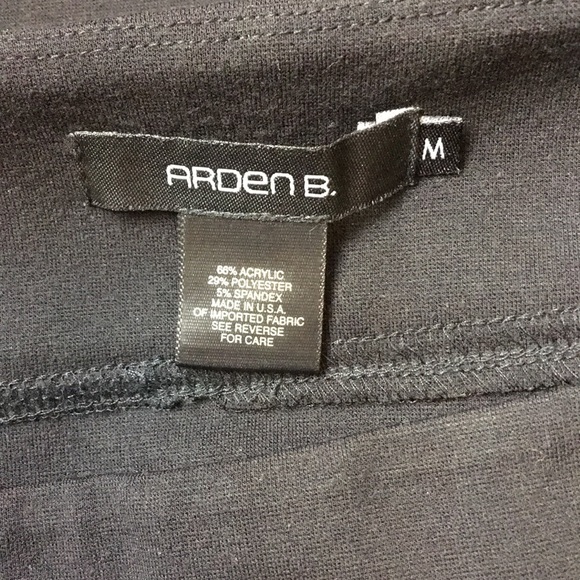 ARDEN B.
M
66% ACRYLIC
29% POLYESTER
5% SPANDEX
MADE IN U.S.A.
OF IMPORTED FABRIC
SEE REVERSE
FOR CARE